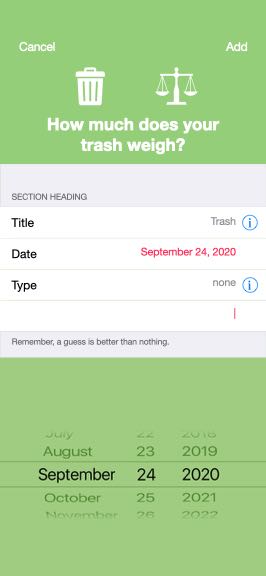 Cancel Add
How much does your
trash weigh?
SECTION HEADING
Title Trash
Date September 24, 2020
Type none
Remember, a guess is better than nothing.
July 22 2018
August 23 2019
September 24 2020
October 25 2021
November 26 2022